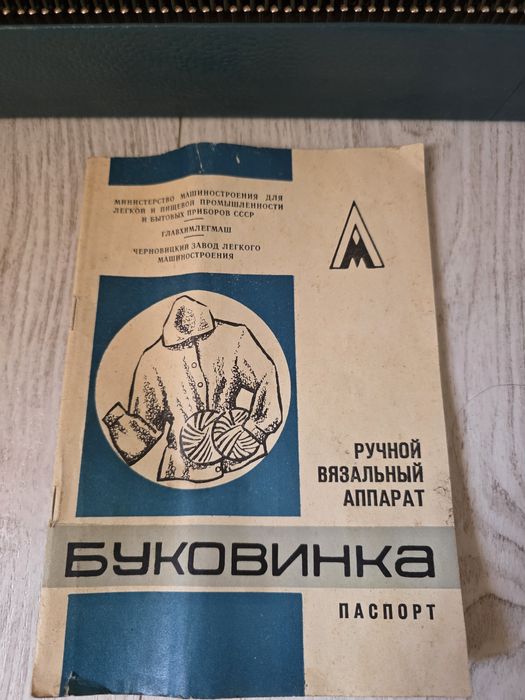 МИНИСТЕРСТВО МАШИНОСТРОЕНИЯ ДЛЯ
ЛЕГКОЙ И ПИЩЕВОЙ ПРОМЫШЛЕННОСТИ
И БЫТОВЫХ ПРИБОРОВ СССР
ГЛАВХИМЛЕГМАШ
ЧЕРНОВИЦКИЙ ЗАВОД ЛЕГКОГО
МАШИНОСТРОЕНИЯ
РУЧНОЙ
ВЯЗАЛЬНЫЙ
АППАРАТ
БУКОВИНКА
ПАСПОРТ